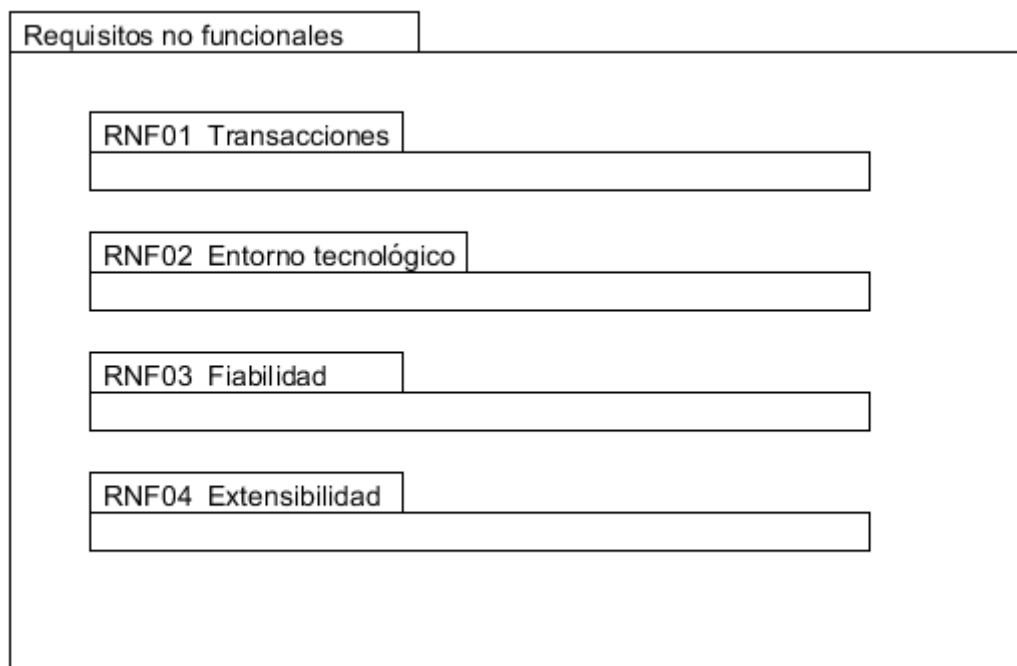 Requisitos no funcionales
RNF01 Transacciones
RNF02 Entorno tecnológico
RNF03 Fiabilidad
RNF04 Extensibilidad